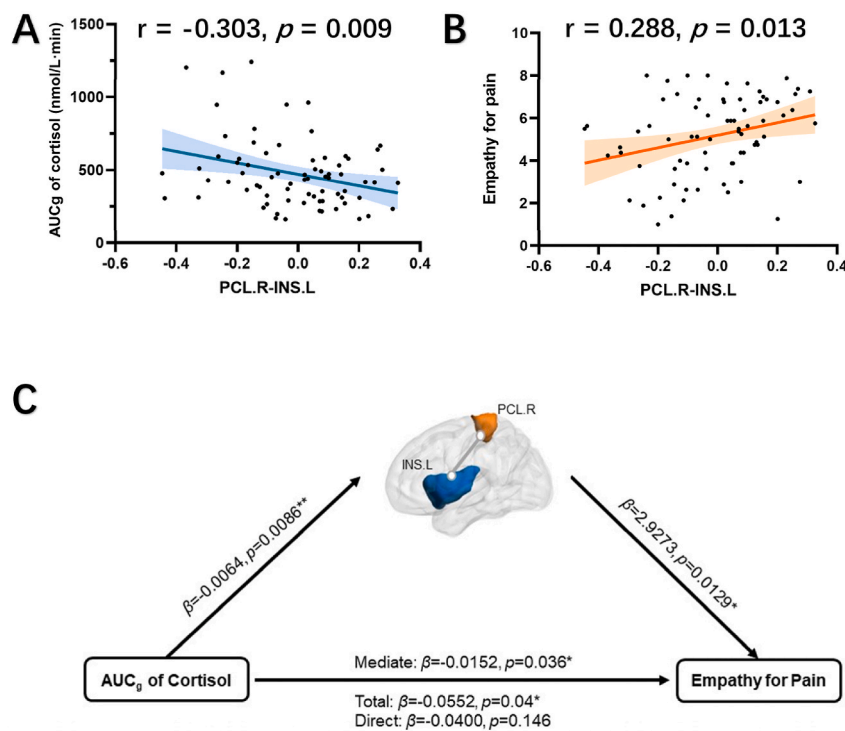 A
r = -0.303, p = 0.009
AUCg of cortisol (nmol/L·min)
1500
1250
1000
750
500
250
0
-0.6
-0.4
-0.2
0.0
0.2
0.4
PCL.R-INS.L
B
r = 0.288, p = 0.013
Empathy for pain
10
8
6
4
2
0
-0.6
-0.4
-0.2
0.0
0.2
0.4
PCL.R-INS.L
C
PCL.R
INS.L
β=-0.0064, p=0.0086**
β=2.9273, p=0.0129*
AUCg of Cortisol
Mediate: β=-0.0152, p=0.036*
Total: β=-0.0552, p=0.04*
Direct: β=-0.0400, p=0.146
Empathy for Pain